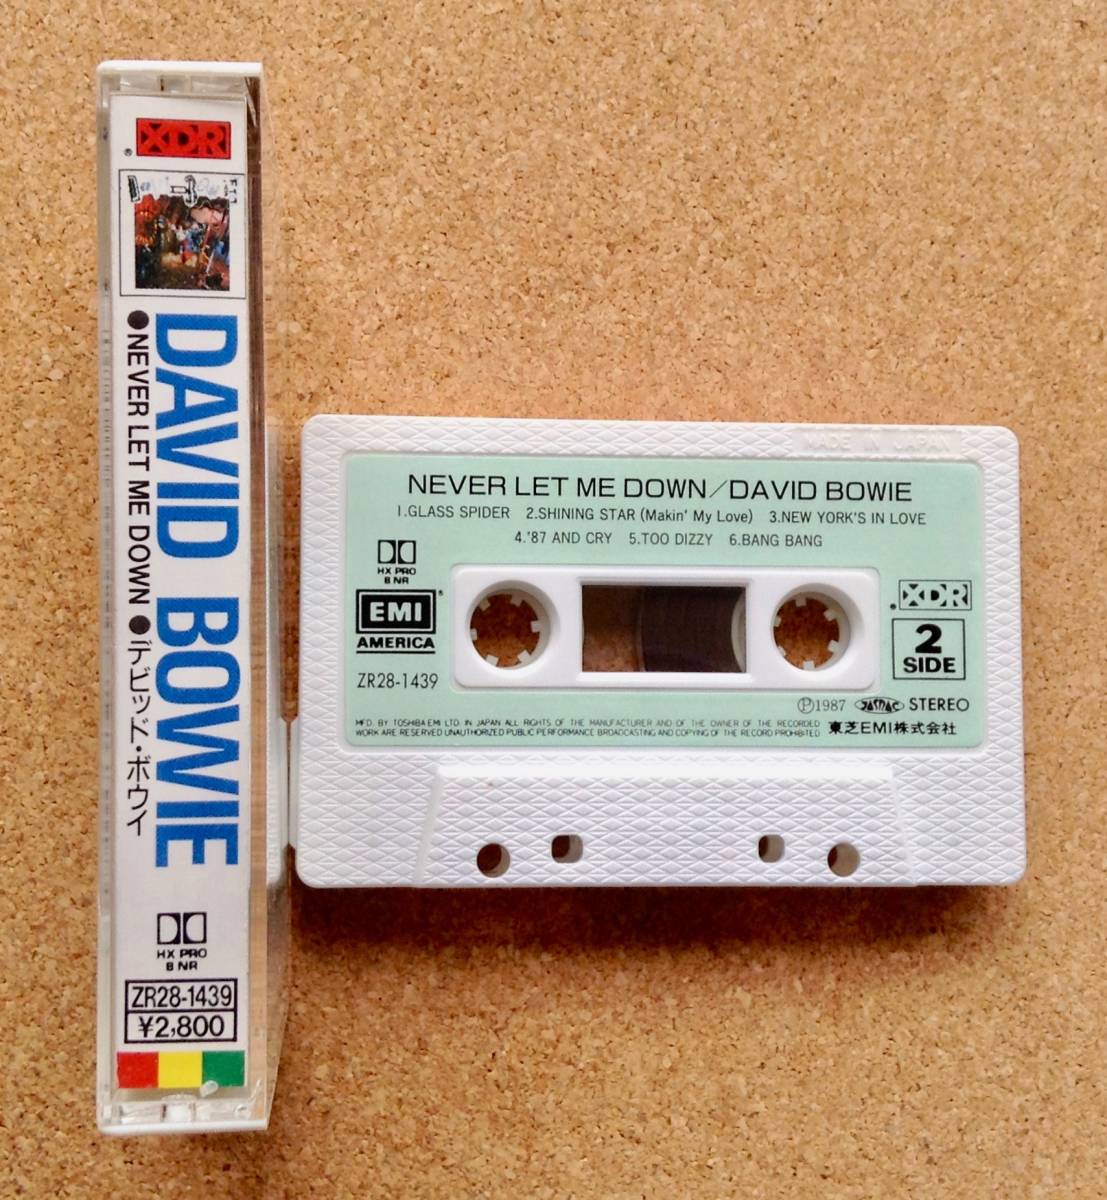 XDR
®
DAVID BOWIE
●NEVER LET ME DOWN ●デビッド・ボウイ
HX PRO
B NR
ZR28-1439
¥2,800
MADE IN JAPAN
NEVER LET ME DOWN/DAVID BOWIE
1.GLASS SPIDER 2.SHINING STAR (Makin' My Love) 3.NEW YORK'S IN LOVE
4.'87 AND CRY 5.TOO DIZZY 6.BANG BANG
HX PRO
B NR
EMI
AMERICA
ZR28-1439
XDR
2
SIDE
Ⓟ1987 JASRAC STEREO
MFD. BY TOSHIBA EMI LTD. IN JAPAN ALL RIGHTS OF THE MANUFACTURER AND OF THE OWNER OF THE RECORDED
WORK ARE RESERVED UNAUTHORIZED PUBLIC PERFORMANCE BROADCASTING AND COPYING OF THE RECORD PROHIBITED
東芝EMI株式会社